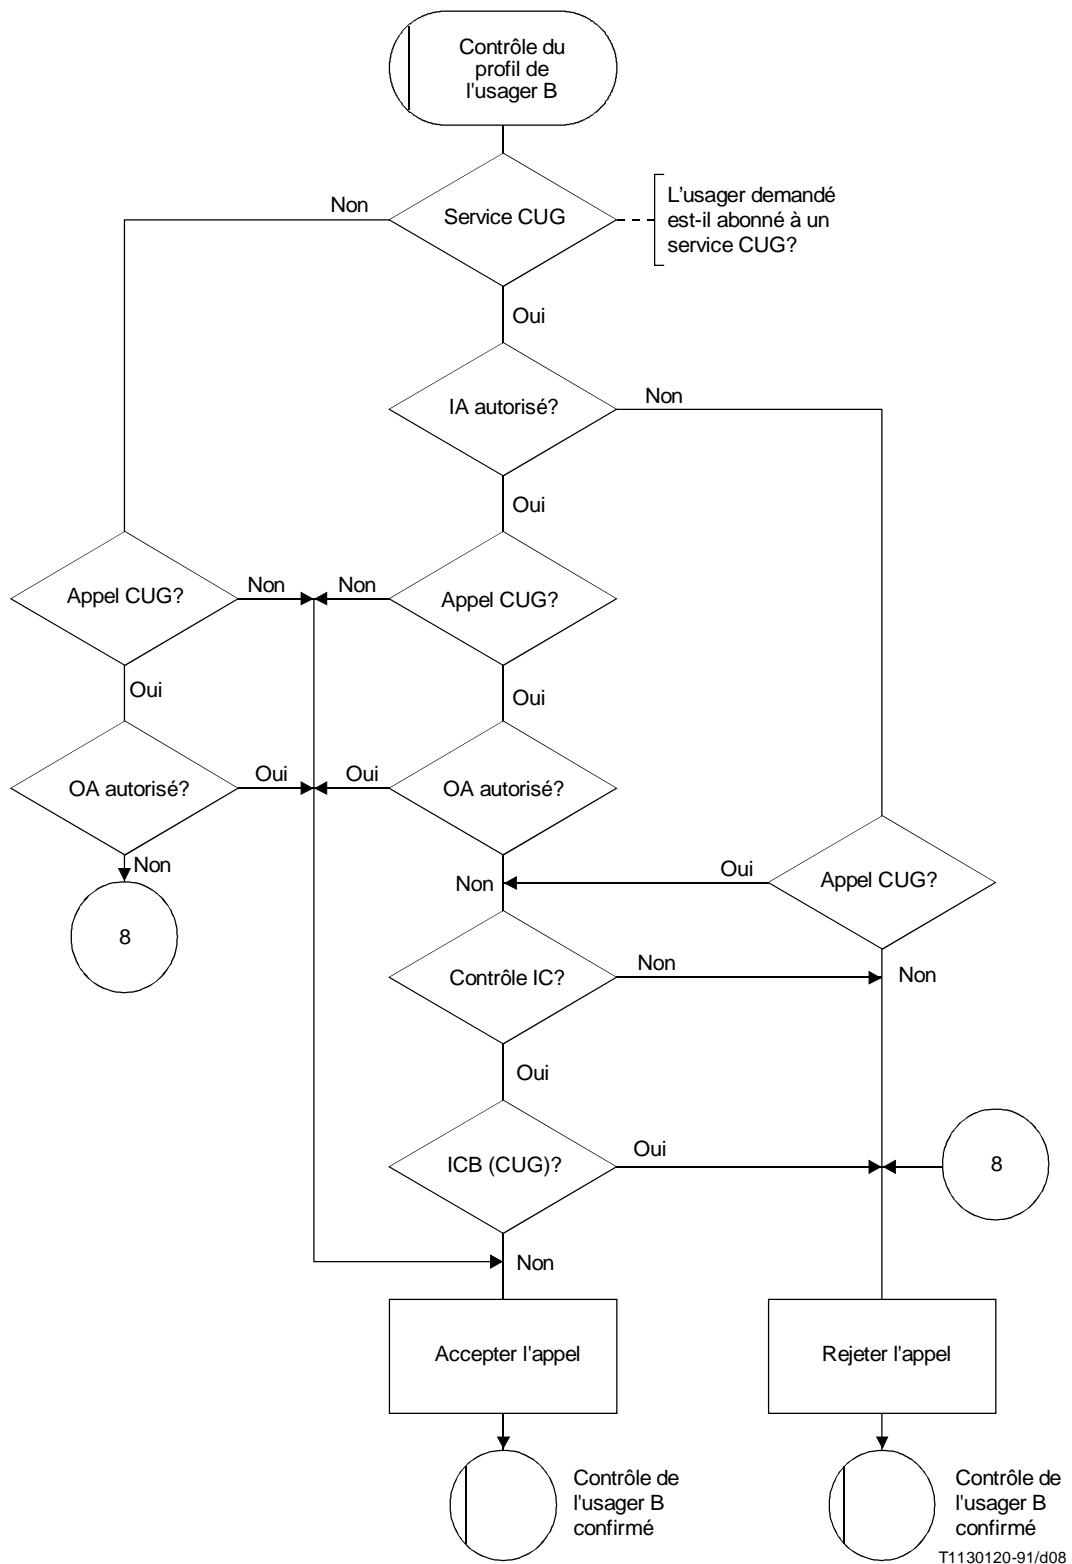 Contrôle du
profil de
l'usager B
Non
Service CUG
L'usager demandé
est-il abonné à un
service CUG?
Oui
IA autorisé?
Non
Oui
Appel CUG?
Non
Non
Appel CUG?
Oui
Oui
OA autorisé?
Oui
Oui
OA autorisé?
Non
Non
Oui
Appel CUG?
8
Contrôle IC?
Non
Non
Oui
ICB (CUG)?
Oui
8
Non
Accepter l'appel
Rejeter l'appel
Contrôle de
l'usager B
confirmé
Contrôle de
l'usager B
confirmé
T1130120-91/d08